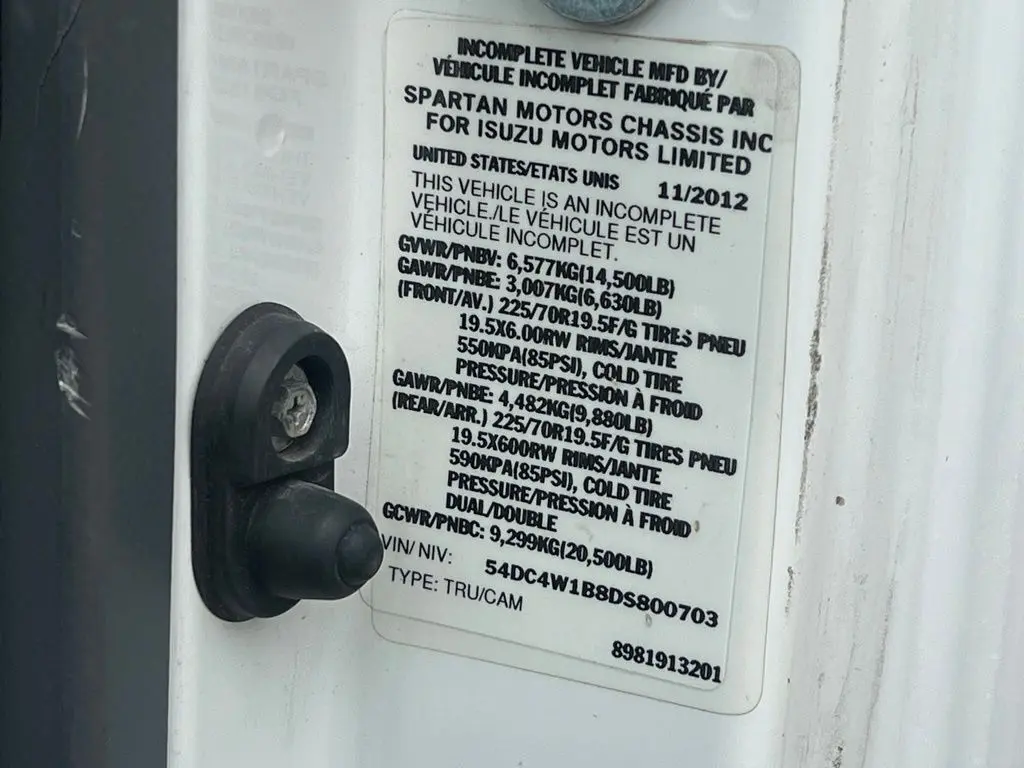 INCOMPLETE VEHICLE MFD BY/
VÉHICULE INCOMPLET FABRIQUÉ PAR
SPARTAN MOTORS CHASSIS INC
FOR ISUZU MOTORS LIMITED
UNITED STATES/ETATS UNIS 11/2012
THIS VEHICLE IS AN INCOMPLETE
VEHICLE./LE VÉHICULE EST UN
VÉHICULE INCOMPLET.
GVWR/PNBV: 6,577KG(14,500LB)
GAWR/PNBE: 3,007KG(6,630LB)
(FRONT/AV.) 225/70R19.5F/G TIRES PNEU
19.5X6.00RW RIMS/JANTE
550KPA(85PSI), COLD TIRE
PRESSURE/PRESSION À FROID
GAWR/PNBE: 4,482KG(9,880LB)
(REAR/ARR.) 225/70R19.5F/G TIRES PNEU
19.5X600RW RIMS/JANTE
590KPA(85PSI), COLD TIRE
PRESSURE/PRESSION À FROID
DUAL/DOUBLE
GCWR/PNBC: 9,299KG(20,500LB)
VIN/NIV: 54DC4W1B8DS800703
TYPE: TRU/CAM
8981913201